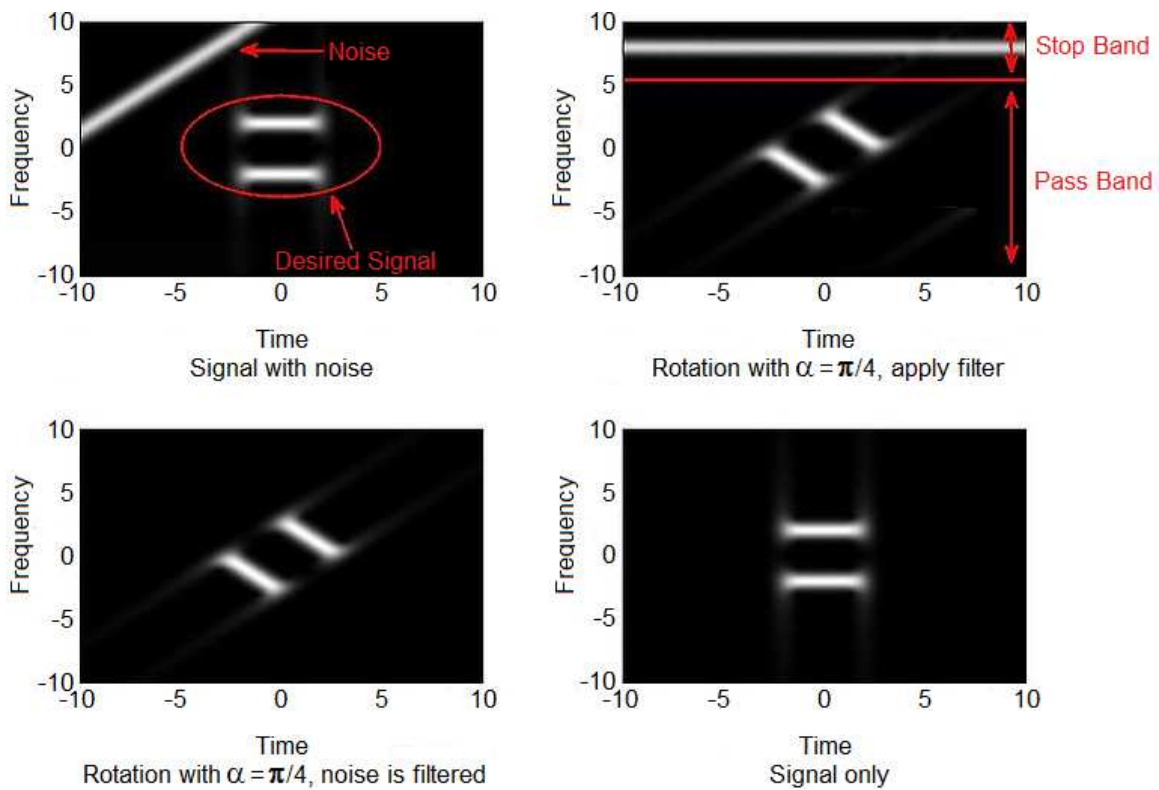 10
5
0
-5
-10
Frequency
Noise
Desired Signal
-10 -5 0 5 10
Time
Signal with noise
10
5
0
-5
-10
Frequency
Stop Band
Pass Band
-10 -5 0 5 10
Time
Rotation with α = π/4, apply filter
10
5
0
-5
-10
Frequency
-10 -5 0 5 10
Time
Rotation with α = π/4, noise is filtered
10
5
0
-5
-10
Frequency
-10 -5 0 5 10
Time
Signal only